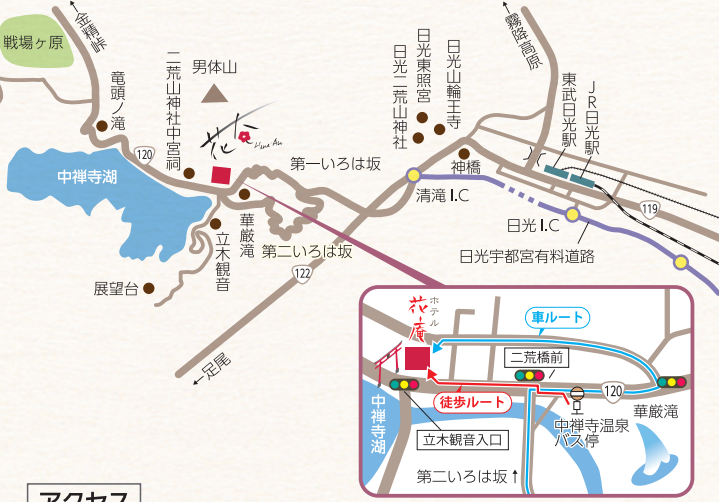 戦場ヶ原
←金精峠
竜頭ノ滝
二荒山神社中宮祠
男体山
花庵
Hana An
120
中禅寺湖
第一いろは坂
華厳滝
立木観音
第二いろは坂
展望台
122
←足尾
日光二荒山神社
日光東照宮
日光山輪王寺
神橋
←霧降高原
東武日光駅
JR日光駅
清滝 I.C
日光 I.C
119
日光宇都宮有料道路
ホテル
花庵
車ルート
二荒橋前
徒歩ルート
120
中禅寺湖
立木観音入口
中禅寺温泉
バス停
華厳滝
第二いろは坂↑
アクセス